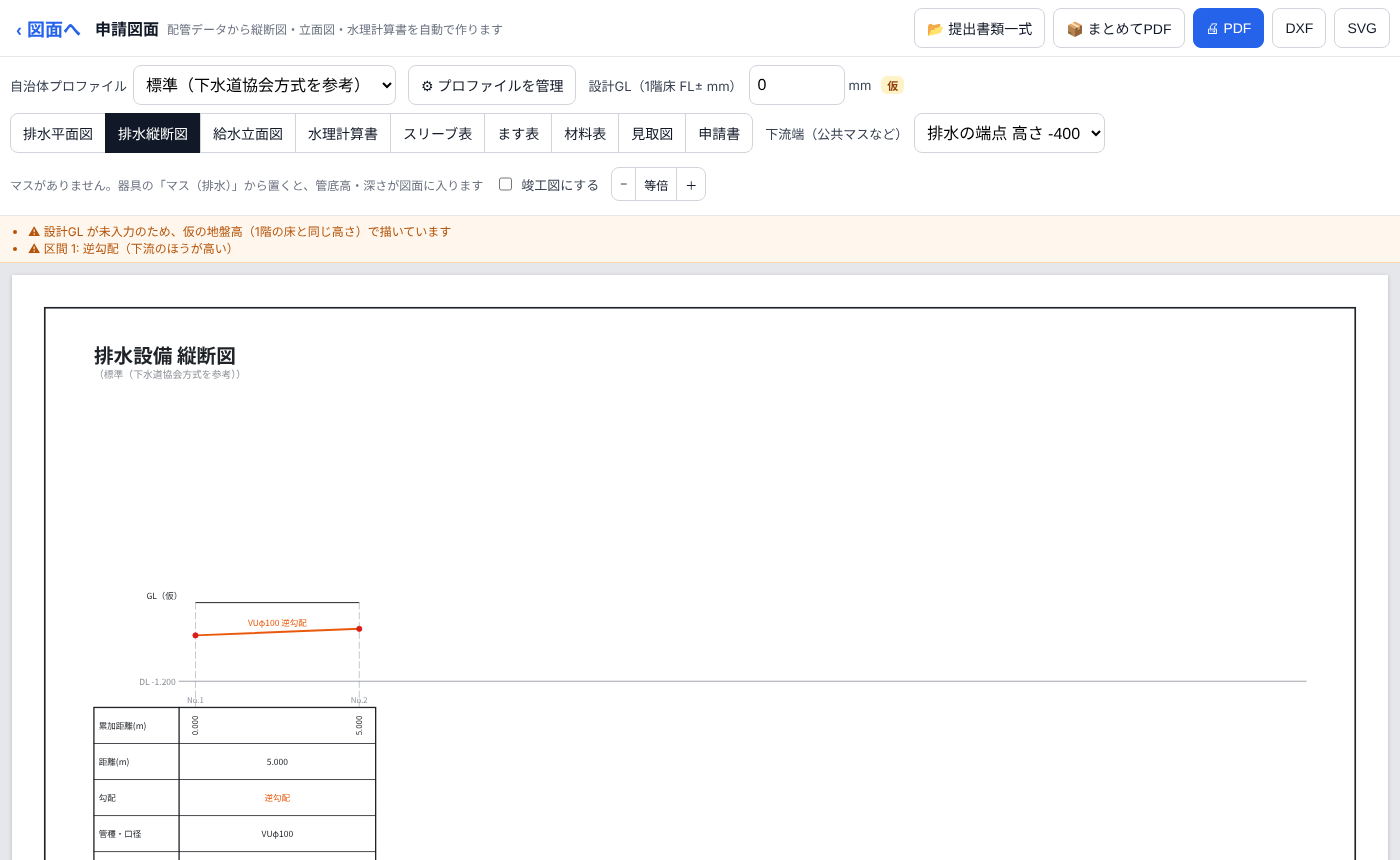 ‹ 図面へ 申請図面 配管データから縦断図・立面図・水理計算書を自動で作ります 📂 提出書類一式 📦 まとめてPDF 🖨 PDF DXF SVG
自治体プロファイル 標準（下水道協会方式を参考） ⚙ プロファイルを管理 設計GL（1階床 FL± mm） 0 mm 仮
排水平面図 排水縦断図 給水立面図 水理計算書 スリーブ表 ます表 材料表 見取図 申請書 下流端（公共マスなど） 排水の端点 高さ -400
マスがありません。器具の「マス（排水）」から置くと、管底高・深さが図面に入ります 竣工図にする － 等倍 ＋
• ⚠ 設計GL が未入力のため、仮の地盤高（1階の床と同じ高さ）で描いています
• ⚠ 区間 1: 逆勾配（下流のほうが高い）
排水設備 縦断図
（標準（下水道協会方式を参考））
GL（仮）
VUφ100 逆勾配
DL -1.200
No.1 No.2
累加距離(m) 0.000 5.000
距離(m) 5.000
勾配 逆勾配
管種・口径 VUφ100